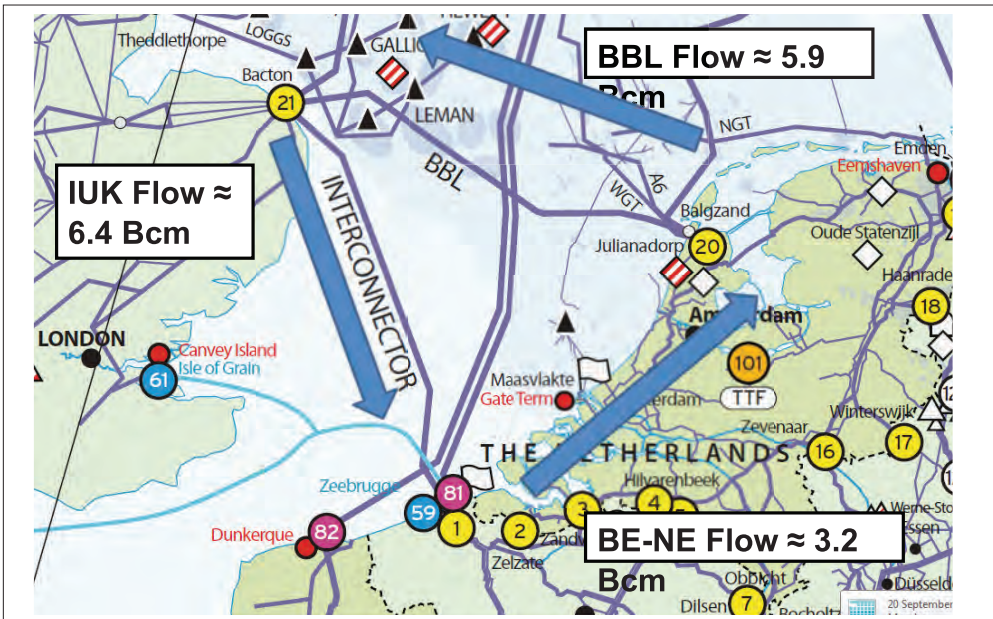 Theddlethorpe
LOGGS
GALLIC
BBL Flow ≈ 5.9
Bcm
Bacton
21
LEMAN
NGT
Emden
Eemshaven
IUK Flow ≈
6.4 Bcm
INTERCONNECTOR
BBL
A6
WGT
Balgzand
Julianadorp
20
Oude Statenzijl
Haanrade
18
LONDON
Canvey Island
Isle of Grain
61
Amsterdam
101
TTF
Maasvlakte
Gate Term
Zevenaar
Winterswijk
16
17
THE NETHERLANDS
Hilvarenbeek
Zeebrugge
81
59
1
2
3
4
Dunkerque
82
Zelzate
BE-NE Flow ≈ 3.2
Bcm
Essen
Obbicht
Dilsen
7
20 September